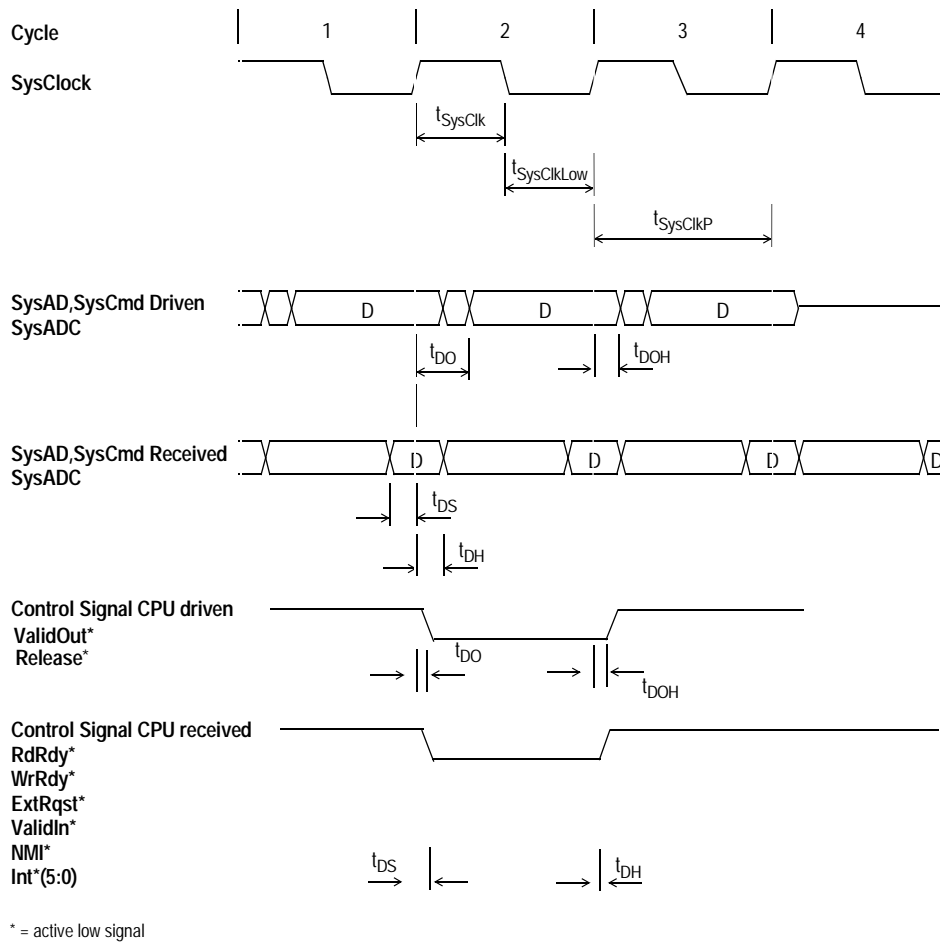 Cycle 1 2 3 4
SysClock
tSysClk
tSysClkLow
tSysClkP
SysAD,SysCmd Driven
SysADC
D D D
tDO tDOH
SysAD,SysCmd Received
SysADC
D D D D
tDS
tDH
Control Signal CPU driven
ValidOut*
Release*
tDO
tDOH
Control Signal CPU received
RdRdy*
WrRdy*
ExtRqst*
ValidIn*
NMI*
Int*(5:0)
tDS tDH
* = active low signal